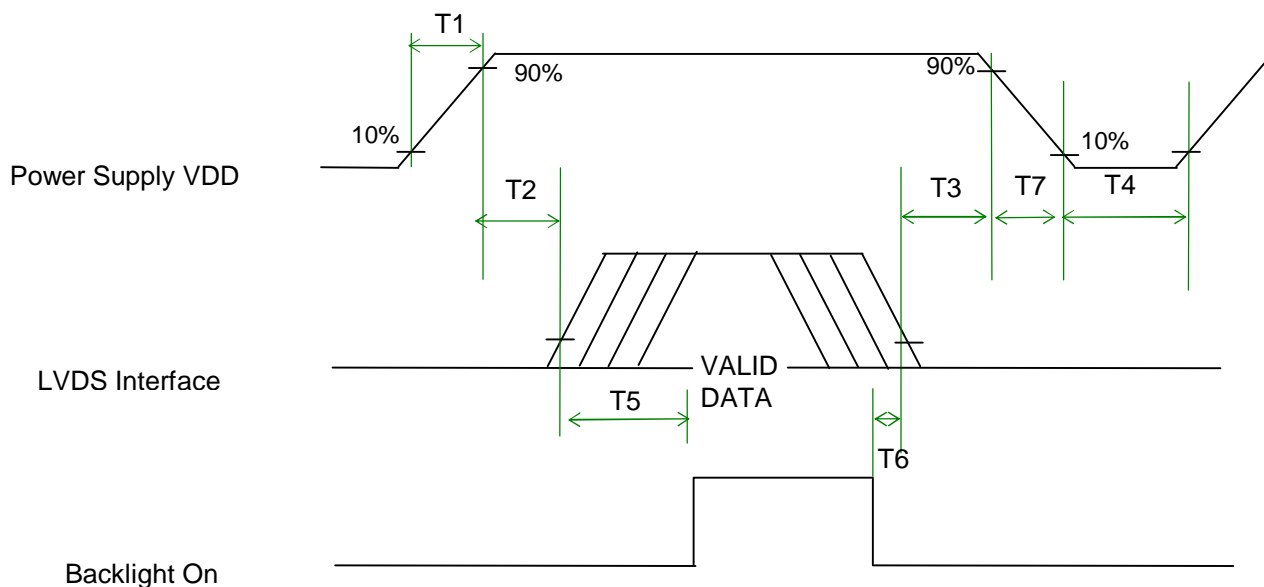 T1
90%
90%
10%
10%
Power Supply VDD
T2
T3
T7
T4
LVDS Interface
VALID
DATA
T5
T6
Backlight On